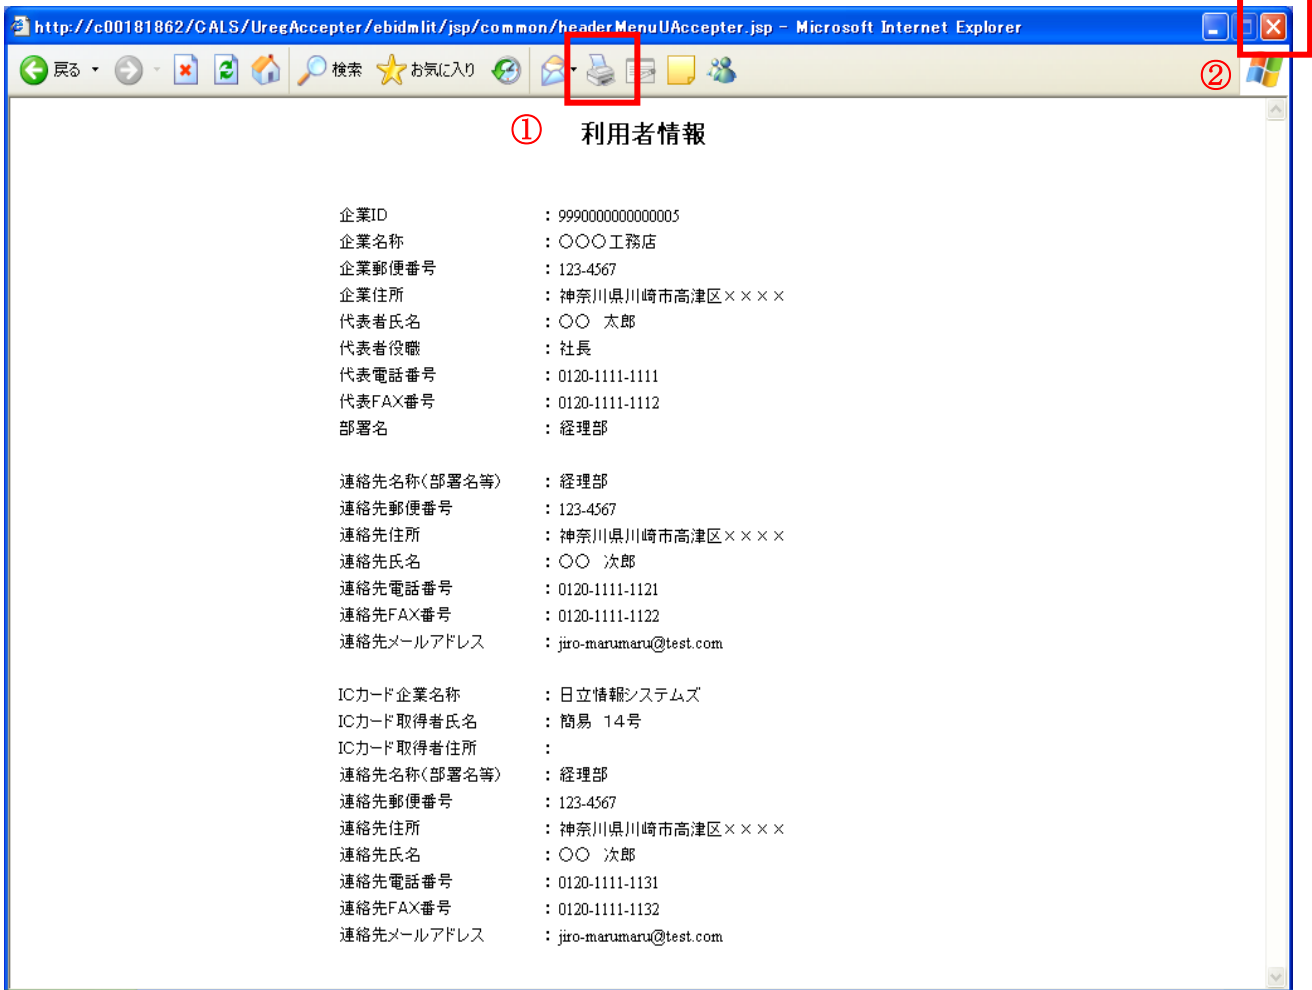 http://c00181862/CALS/UregAccepter/ebidmlit/jsp/common/headerMenuUAccepter.jsp - Microsoft Internet Explorer
戻る 検索 お気に入り ②
① 利用者情報
企業ID : 9990000000000005
企業名称 : ○○○工務店
企業郵便番号 : 123-4567
企業住所 : 神奈川県川崎市高津区××××
代表者氏名 : ○○ 太郎
代表者役職 : 社長
代表電話番号 : 0120-1111-1111
代表FAX番号 : 0120-1111-1112
部署名 : 経理部
連絡先名称(部署名等) : 経理部
連絡先郵便番号 : 123-4567
連絡先住所 : 神奈川県川崎市高津区××××
連絡先氏名 : ○○ 次郎
連絡先電話番号 : 0120-1111-1121
連絡先FAX番号 : 0120-1111-1122
連絡先メールアドレス : jiro-marumaru@test.com
ICカード企業名称 : 日立情報システムズ
ICカード取得者氏名 : 簡易 14号
ICカード取得者住所 :
連絡先名称(部署名等) : 経理部
連絡先郵便番号 : 123-4567
連絡先住所 : 神奈川県川崎市高津区××××
連絡先氏名 : ○○ 次郎
連絡先電話番号 : 0120-1111-1131
連絡先FAX番号 : 0120-1111-1132
連絡先メールアドレス : jiro-marumaru@test.com